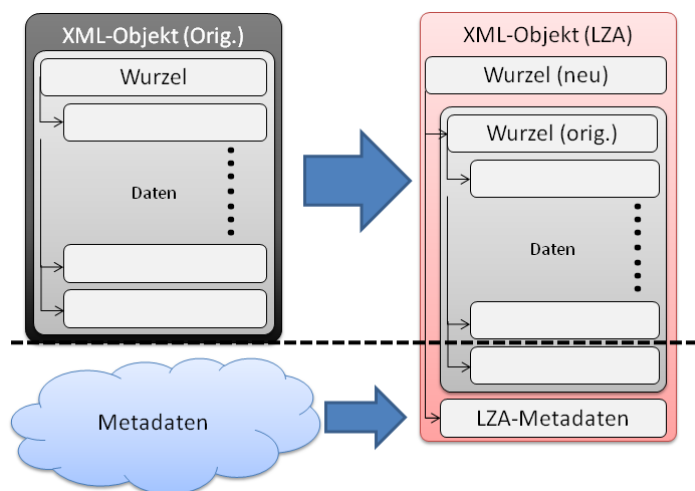 XML-Objekt (Orig.)
Wurzel
Daten
Metadaten
XML-Objekt (LZA)
Wurzel (neu)
Wurzel (orig.)
Daten
LZA-Metadaten